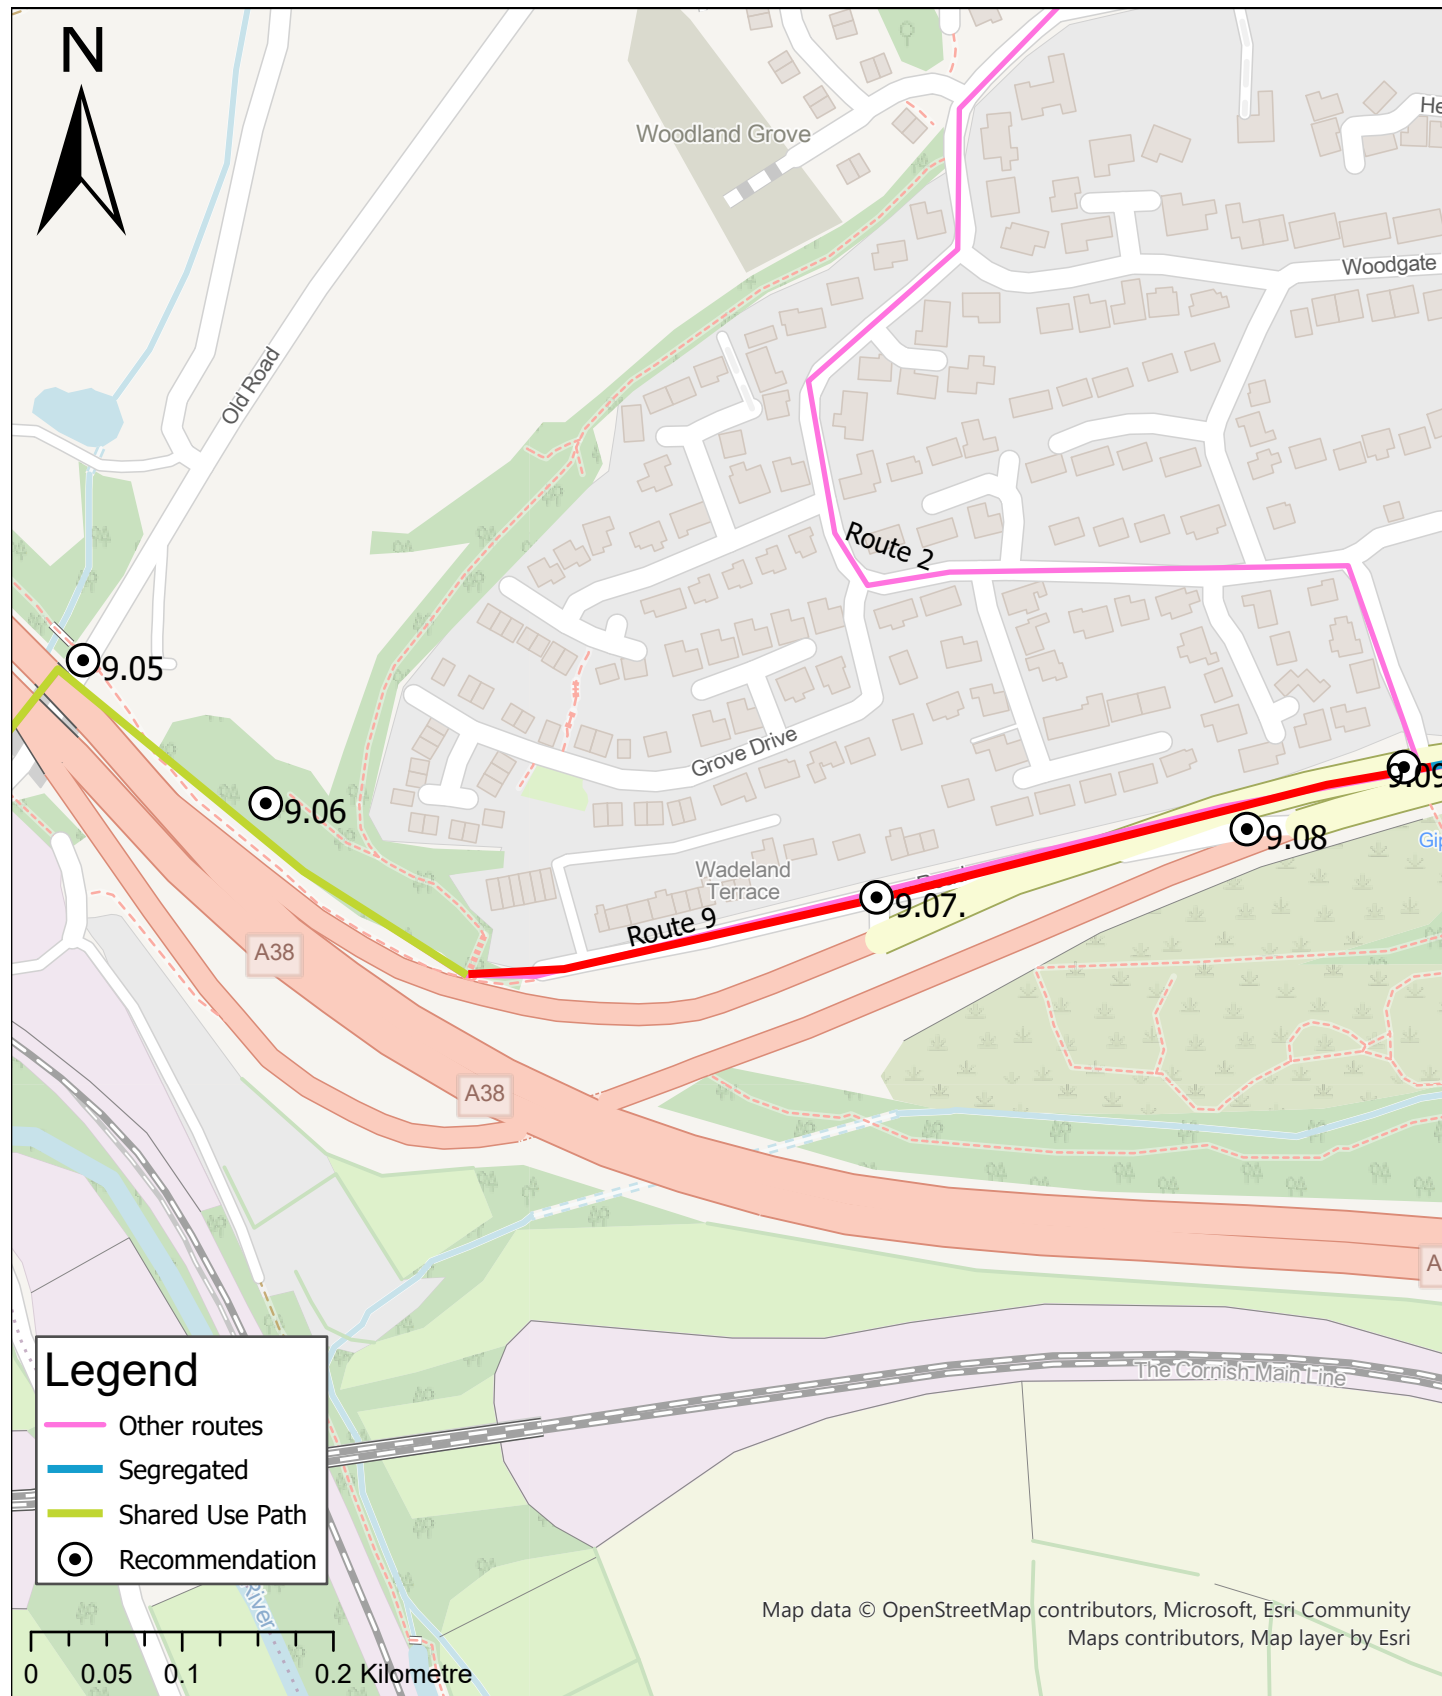 N
Woodland Grove
He
Woodgate
Old Road
Route 2
9.05
Grove Drive
9.06
9.09
9.08
Gip
Wadeland
Terrace
9.07.
Route 9
A38
A38
A
The Cornish Main Line
Legend
Other routes
Segregated
Shared Use Path
Recommendation
River
Map data © OpenStreetMap contributors, Microsoft, Esri Community
Maps contributors, Map layer by Esri
0 0.05 0.1 0.2 Kilometre